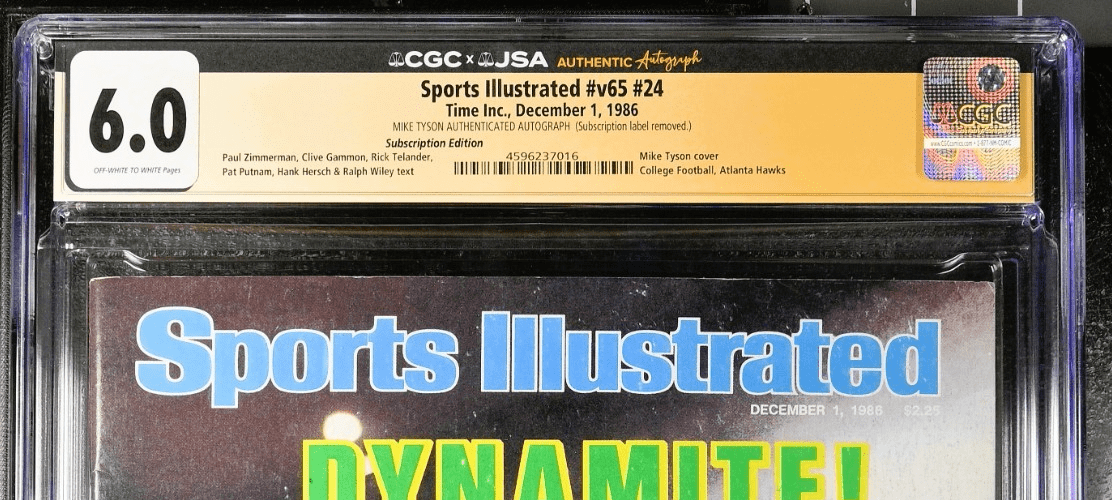 CGC x JSA AUTHENTIC Autograph
6.0
OFF-WHITE TO WHITE Pages
Sports Illustrated #v65 #24
Time Inc., December 1, 1986
MIKE TYSON AUTHENTICATED AUTOGRAPH (Subscription label removed.)
Subscription Edition
Paul Zimmerman, Clive Gammon, Rick Telander,
Pat Putnam, Hank Hersch & Ralph Wiley text
4596237016
Mike Tyson cover
College Football, Atlanta Hawks
CGC
Sports Illustrated
DECEMBER 1, 1986 $2.25
DYNAMITE!